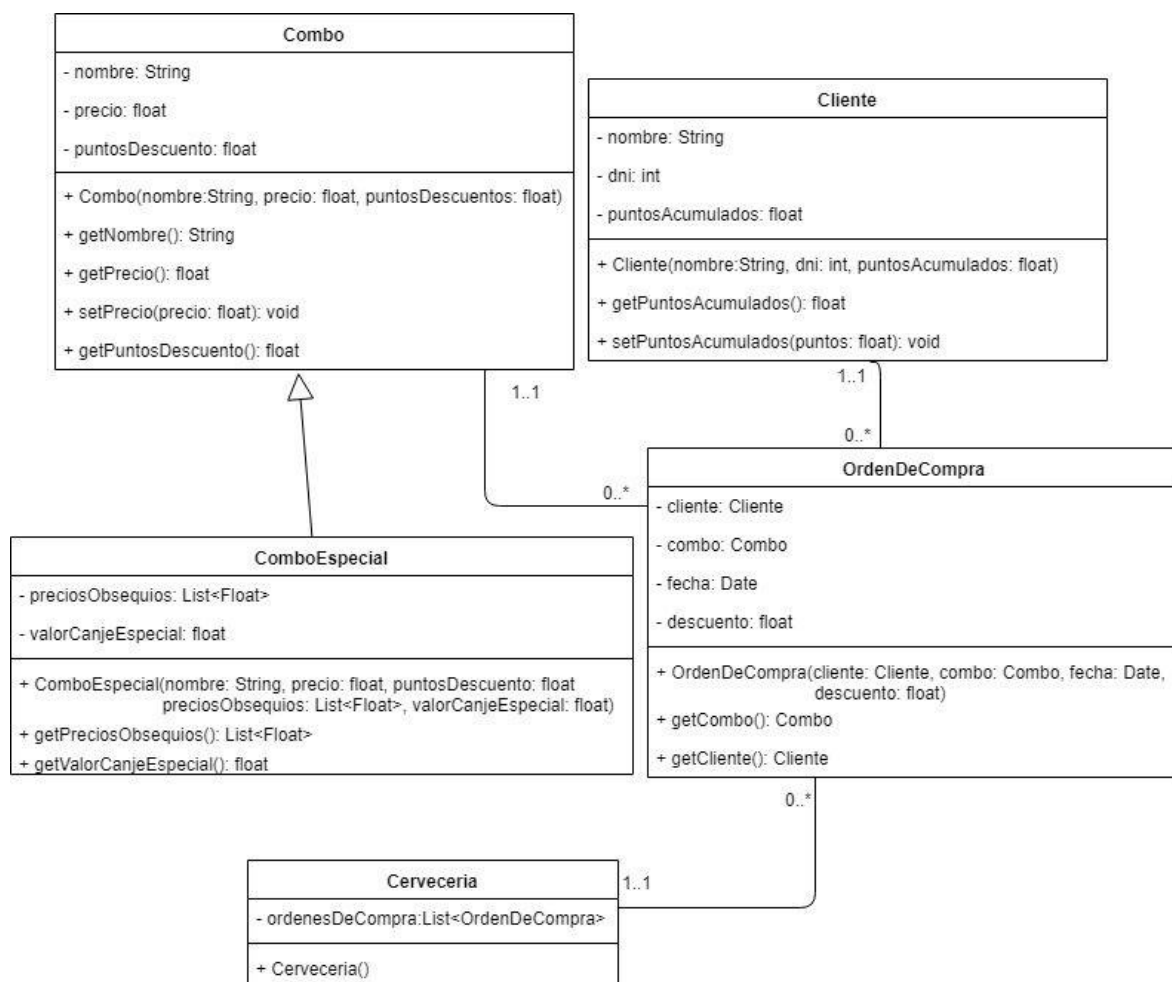 Combo
- nombre: String
- precio: float
- puntosDescuento: float
+ Combo(nombre:String, precio: float, puntosDescuentos: float)
+ getNombre(): String
+ getPrecio(): float
+ setPrecio(precio: float): void
+ getPuntosDescuento(): float
Cliente
- nombre: String
- dni: int
- puntosAcumulados: float
+ Cliente(nombre:String, dni: int, puntosAcumulados: float)
+ getPuntosAcumulados(): float
+ setPuntosAcumulados(puntos: float): void
1..1
1..1
0..*
0..*
OrdenDeCompra
- cliente: Cliente
- combo: Combo
- fecha: Date
- descuento: float
+ OrdenDeCompra(cliente: Cliente, combo: Combo, fecha: Date,
descuento: float)
+ getCombo(): Combo
+ getCliente(): Cliente
ComboEspecial
- preciosObsequios: List<Float>
- valorCanjeEspecial: float
+ ComboEspecial(nombre: String, precio: float, puntosDescuento: float
preciosObsequios: List<Float>, valorCanjeEspecial: float)
+ getPreciosObsequios(): List<Float>
+ getValorCanjeEspecial(): float
0..*
1..1
Cerveceria
- ordenesDeCompra:List<OrdenDeCompra>
+ Cerveceria()